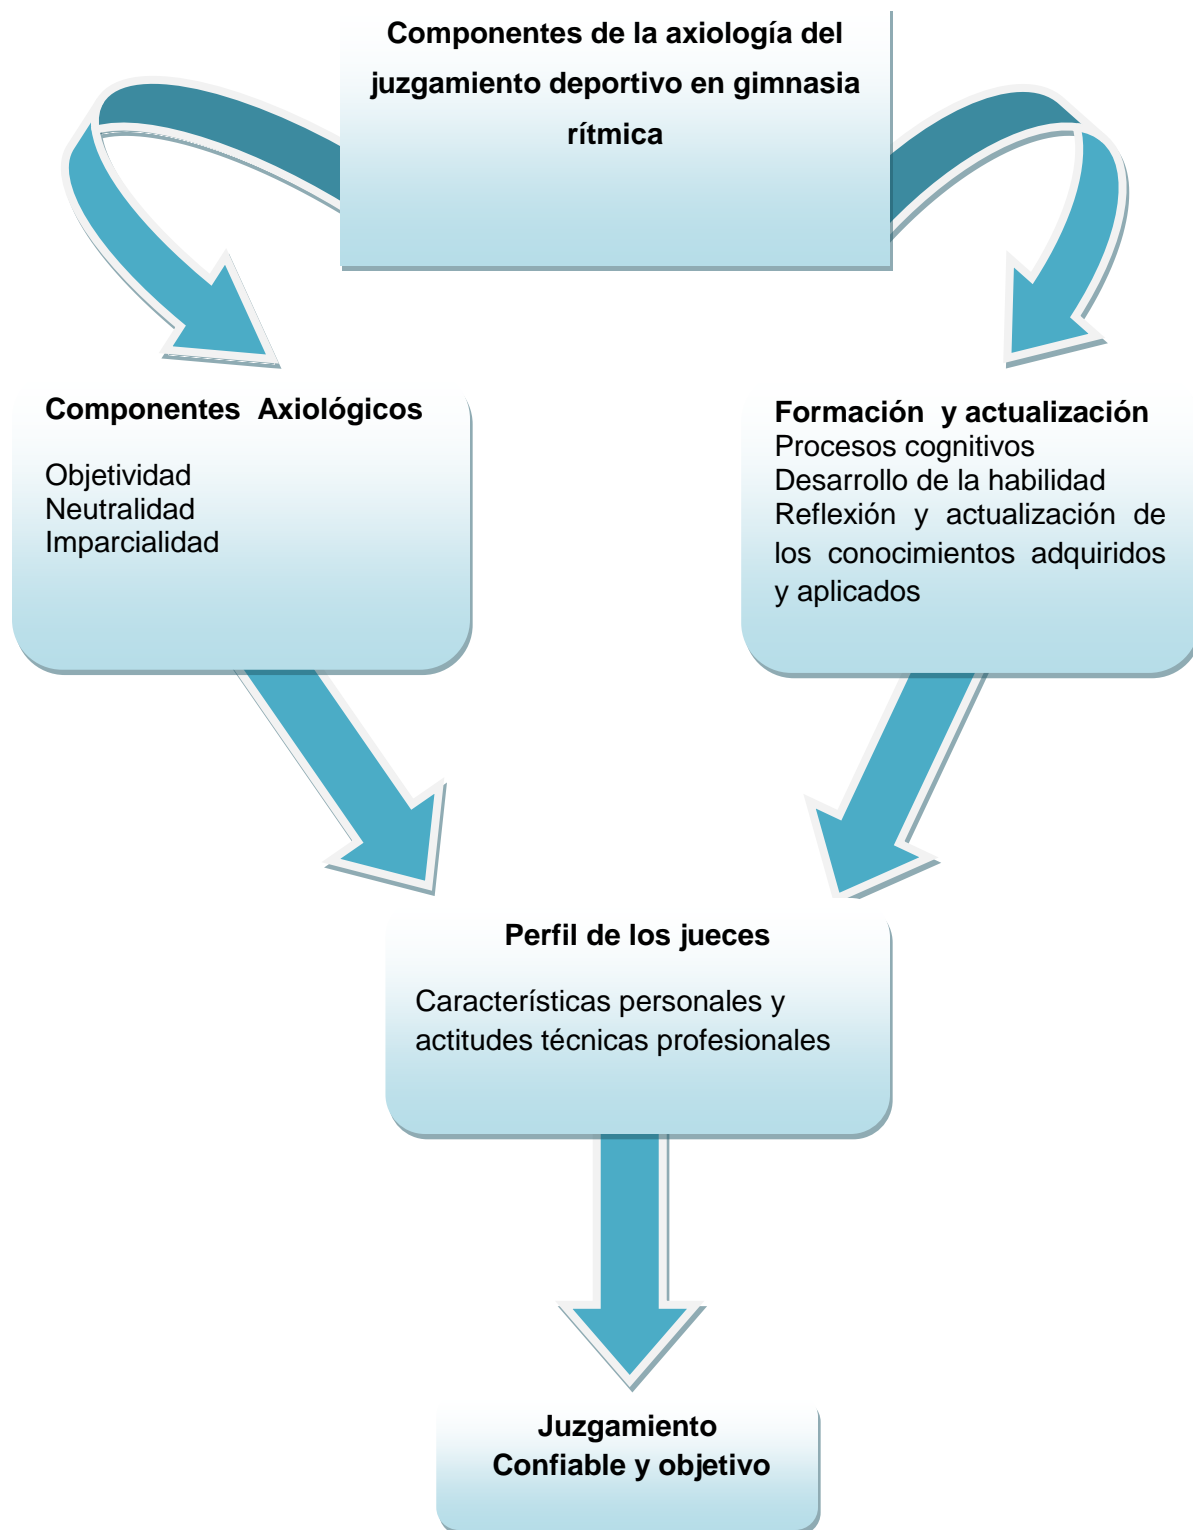 Componentes de la axiología del
juzgamiento deportivo en gimnasia
rítmica
Componentes Axiológicos
Objetividad
Neutralidad
Imparcialidad
Formación y actualización
Procesos cognitivos
Desarrollo de la habilidad
Reflexión y actualización de
los conocimientos adquiridos
y aplicados
Perfil de los jueces
Características personales y
actitudes técnicas profesionales
Juzgamiento
Confiable y objetivo